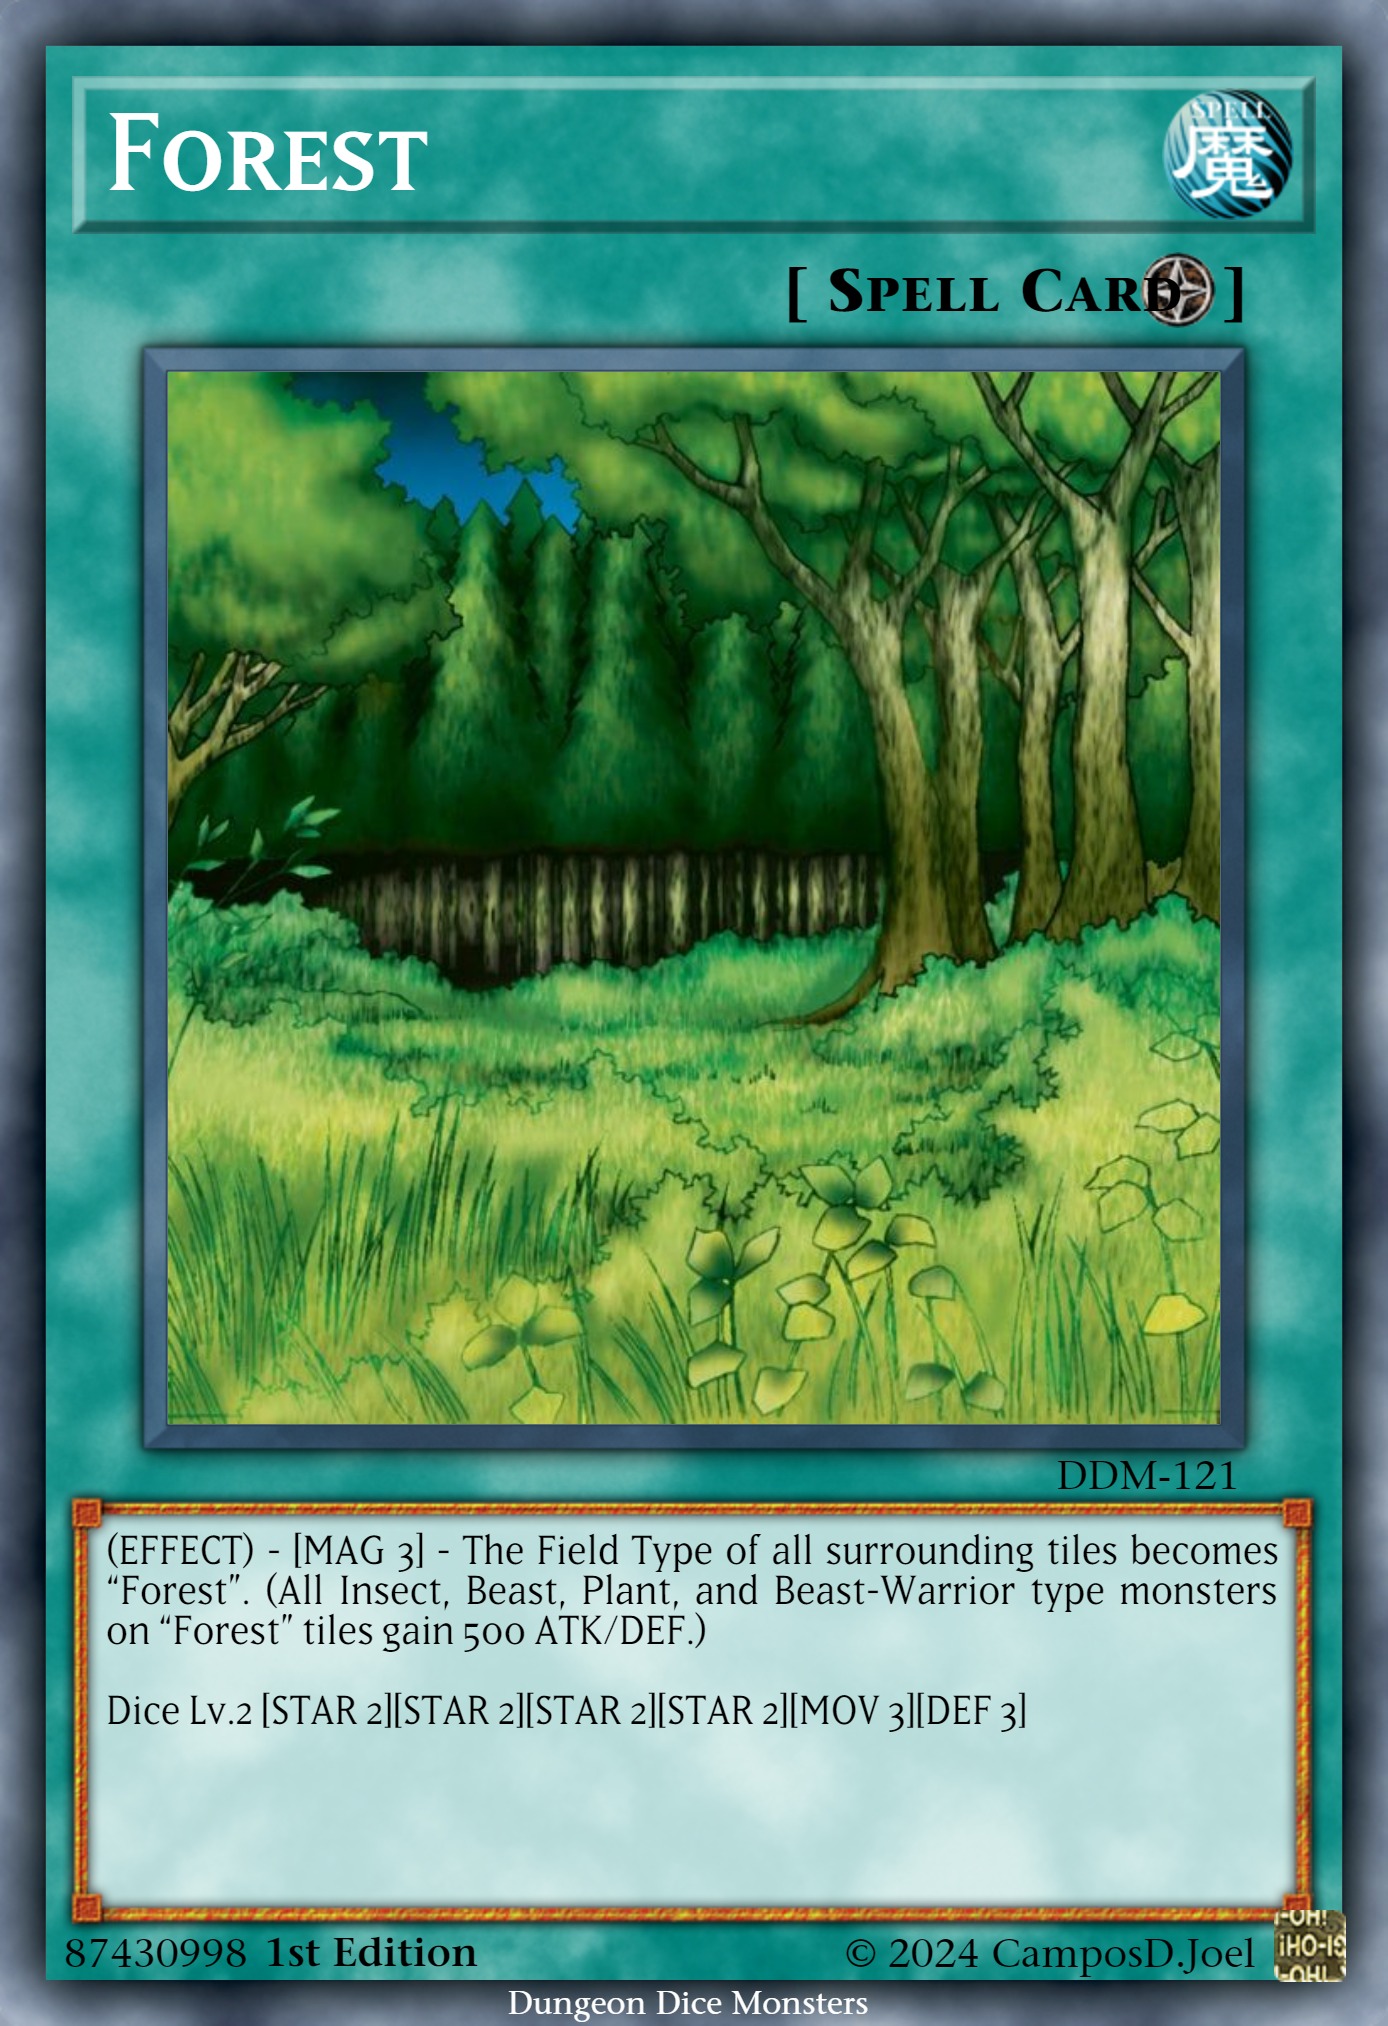 FOREST
SPELL
魔
[ SPELL CARD ]
DDM-121
(EFFECT) - [MAG 3] - The Field Type of all surrounding tiles becomes
“Forest”. (All Insect, Beast, Plant, and Beast-Warrior type monsters
on “Forest” tiles gain 500 ATK/DEF.)
Dice Lv.2 [STAR 2][STAR 2][STAR 2][STAR 2][MOV 3][DEF 3]
87430998 1st Edition
© 2024 CamposD.Joel
Dungeon Dice Monsters